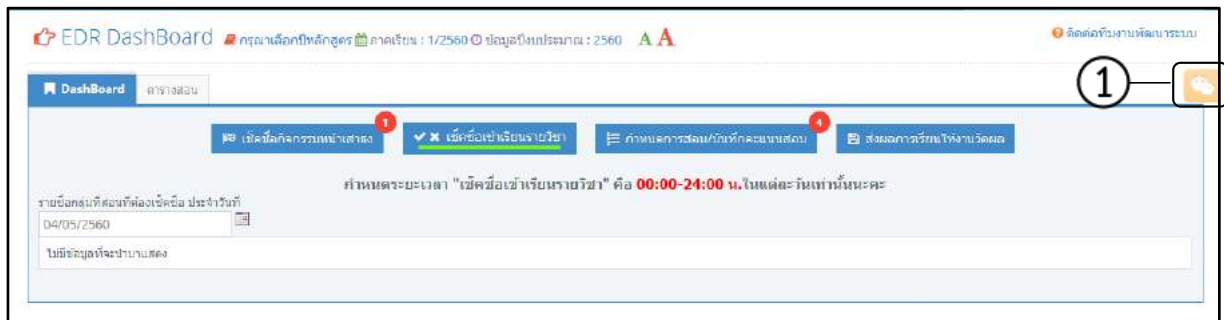 EDR DashBoard กรุณาเลือกปีหลักสูตร ภาคเรียน : 1/2560 ข้อมูลปีงบประมาณ : 2560 A A
ติดต่อทีมงานพัฒนาระบบ
DashBoard ตารางสอน
1
เช็คชื่อกิจกรรมหน้าเสาธง 1 เช็คชื่อเข้าเรียนรายวิชา กำหนดการสอน/บันทึกคะแนนสอบ 4 ส่งผลการเรียนให้งานวัดผล
กำหนดระยะเวลา "เช็คชื่อเข้าเรียนรายวิชา" คือ 00:00-24:00 น.ในแต่ละวันเท่านั้นนะคะ
รายชื่อกลุ่มที่สอนที่ต้องเช็คชื่อ ประจำวันที่
04/05/2560
ไม่มีข้อมูลที่จะนำมาแสดง